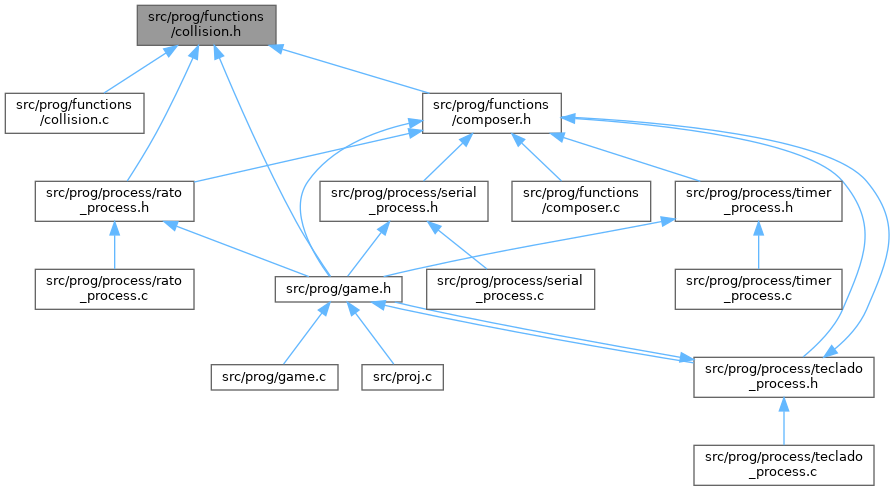 src/prog/functions
/collision.h
src/prog/functions
/collision.c
src/prog/functions
/composer.h
src/prog/process/rato
_process.h
src/prog/process/serial
_process.h
src/prog/functions
/composer.c
src/prog/process/timer
_process.h
src/prog/process/rato
_process.c
src/prog/game.h
src/prog/process/serial
_process.c
src/prog/process/timer
_process.c
src/prog/game.c
src/proj.c
src/prog/process/teclado
_process.h
src/prog/process/teclado
_process.c